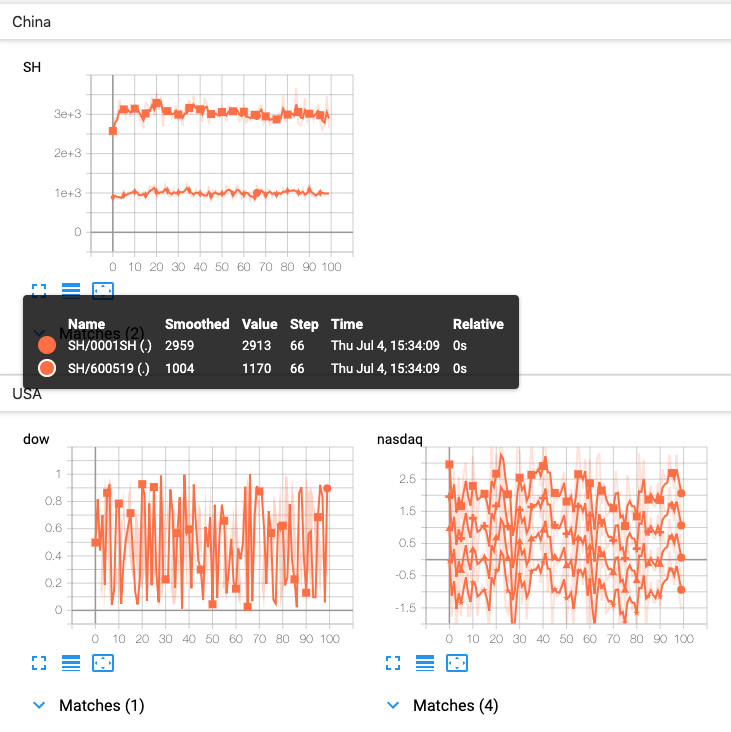 China
SH
3e+3
2e+3
1e+3
0
0 10 20 30 40 50 60 70 80 90 100
Matches (2)
Name Smoothed Value Step Time Relative
SH/0001SH (.) 2959 2913 66 Thu Jul 4, 15:34:09 0s
SH/600519 (.) 1004 1170 66 Thu Jul 4, 15:34:09 0s
USA
dow
1
0.8
0.6
0.4
0.2
0
0 10 20 30 40 50 60 70 80 90 100
Matches (1)
nasdaq
2.5
1.5
0.5
-0.5
-1.5
0 10 20 30 40 50 60 70 80 90 100
Matches (4)